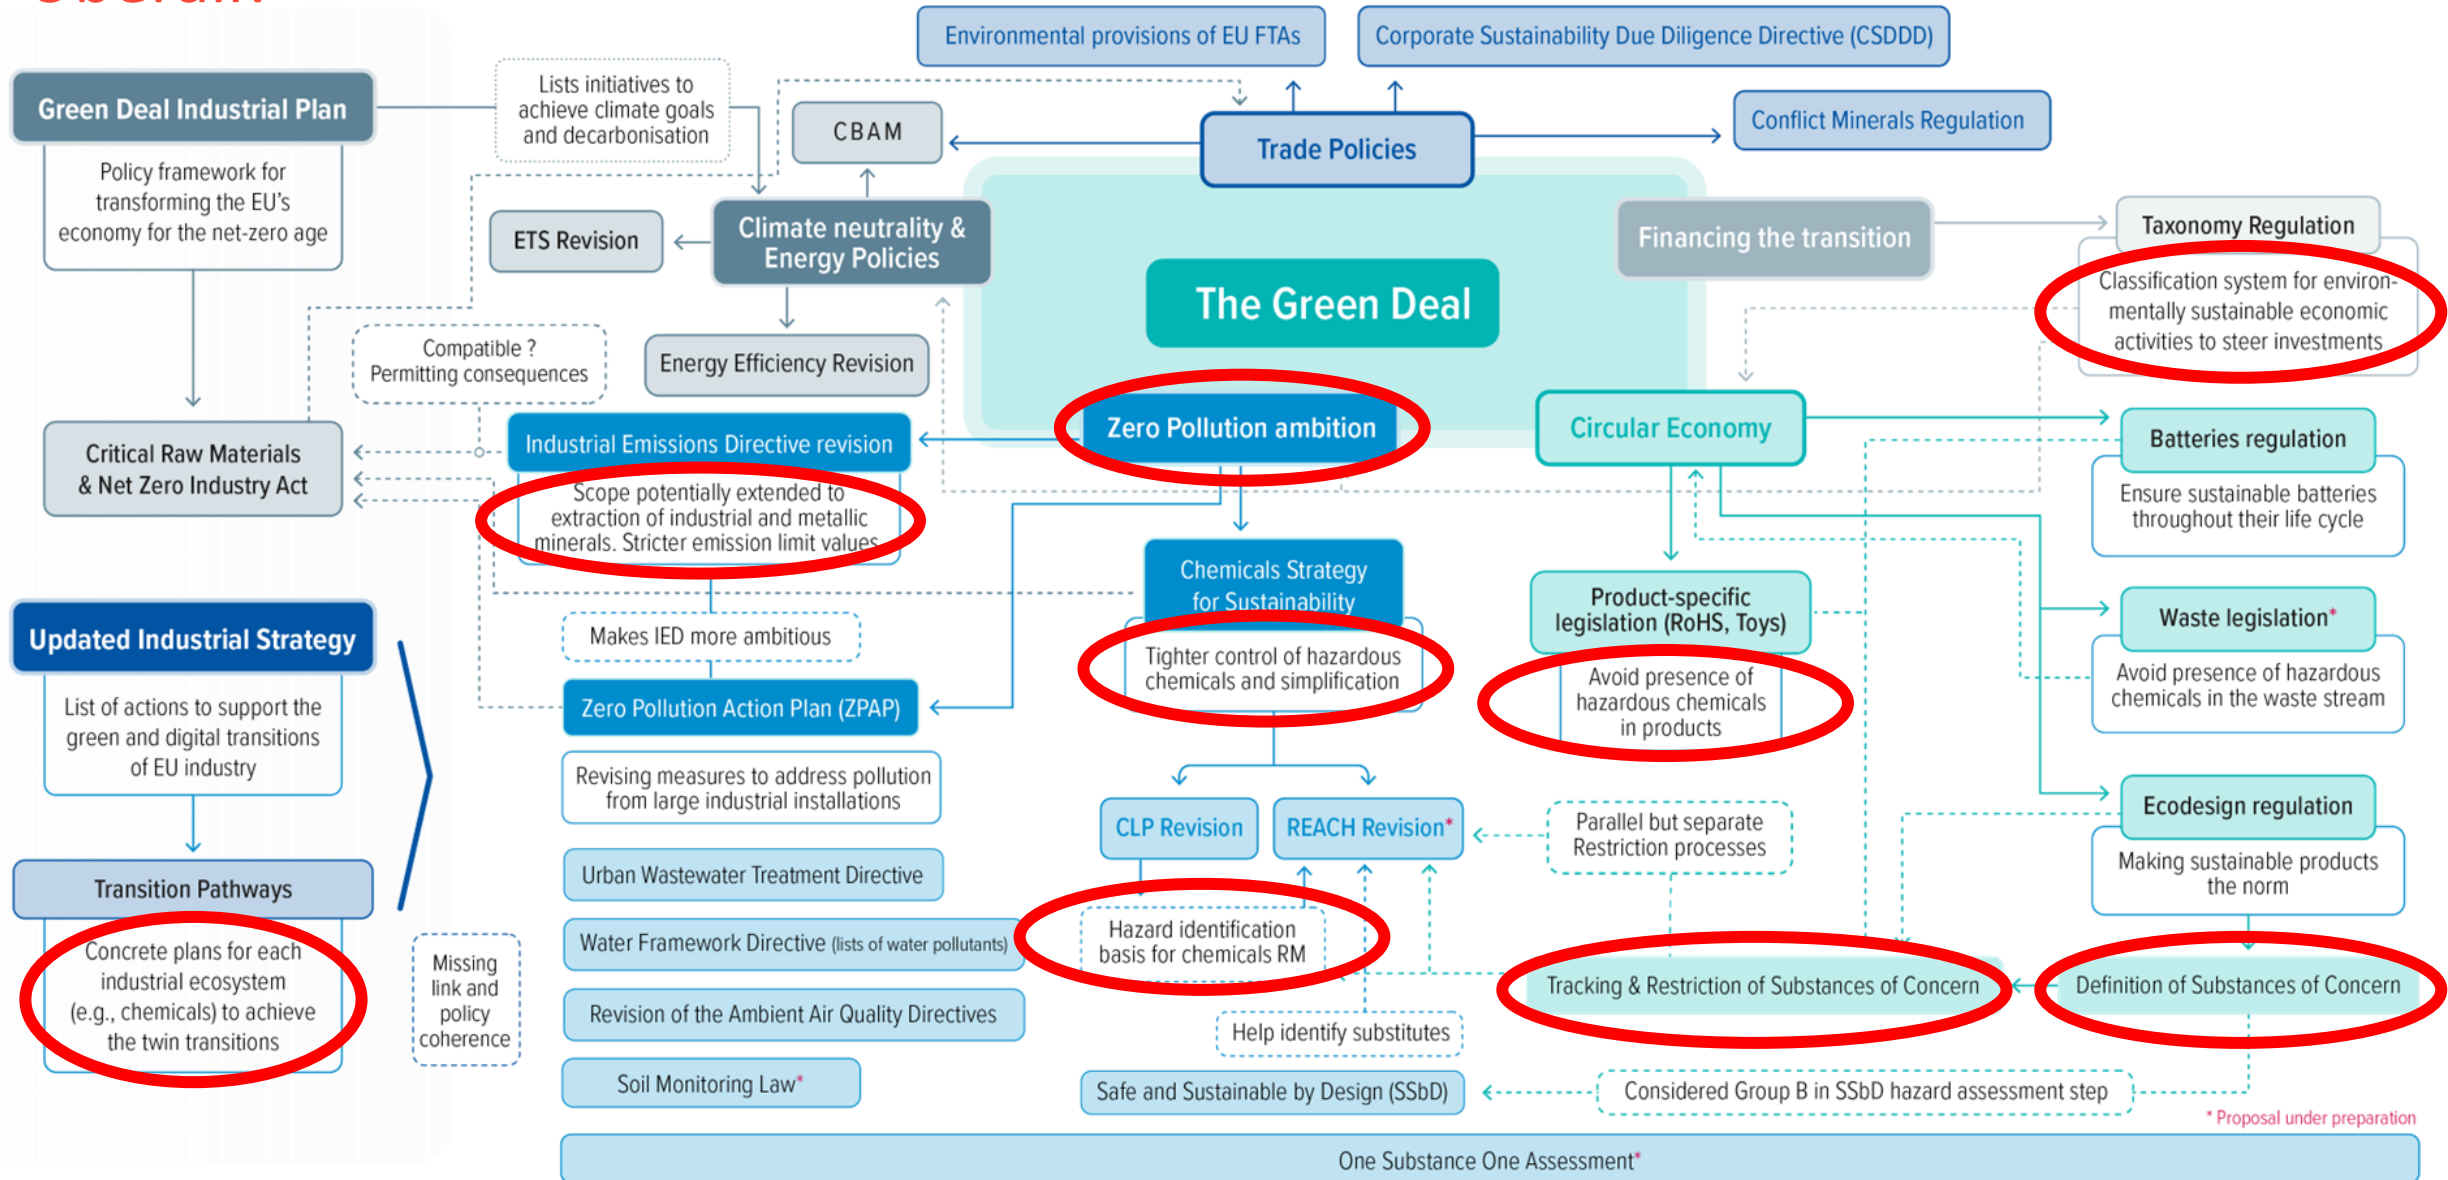 Environmental provisions of EU FTAs
Corporate Sustainability Due Diligence Directive (CSDDD)
Green Deal Industrial Plan
Lists initiatives to
achieve climate goals
and decarbonisation
CBAM
Trade Policies
Conflict Minerals Regulation
Policy framework for
transforming the EU's
economy for the net-zero age
ETS Revision
Climate neutrality &
Energy Policies
Financing the transition
Taxonomy Regulation
Classification system for environ-
mentally sustainable economic
activities to steer investments
The Green Deal
Compatible ?
Permitting consequences
Energy Efficiency Revision
Critical Raw Materials
& Net Zero Industry Act
Industrial Emissions Directive revision
Scope potentially extended to
extraction of industrial and metallic
minerals. Stricter emission limit values
Zero Pollution ambition
Circular Economy
Batteries regulation
Ensure sustainable batteries
throughout their life cycle
Chemicals Strategy
for Sustainability
Tighter control of hazardous
chemicals and simplification
Product-specific
legislation (RoHS, Toys)
Avoid presence of
hazardous chemicals
in products
Waste legislation*
Avoid presence of hazardous
chemicals in the waste stream
Updated Industrial Strategy
List of actions to support the
green and digital transitions
of EU industry
Makes IED more ambitious
Zero Pollution Action Plan (ZPAP)
Revising measures to address pollution
from large industrial installations
CLP Revision
REACH Revision*
Parallel but separate
Restriction processes
Ecodesign regulation
Making sustainable products
the norm
Transition Pathways
Concrete plans for each
industrial ecosystem
(e.g., chemicals) to achieve
the twin transitions
Missing
link and
policy
coherence
Urban Wastewater Treatment Directive
Water Framework Directive (lists of water pollutants)
Revision of the Ambient Air Quality Directives
Soil Monitoring Law*
Hazard identification
basis for chemicals RM
Tracking & Restriction of Substances of Concern
Definition of Substances of Concern
Help identify substitutes
Safe and Sustainable by Design (SSbD)
Considered Group B in SSbD hazard assessment step
* Proposal under preparation
One Substance One Assessment*